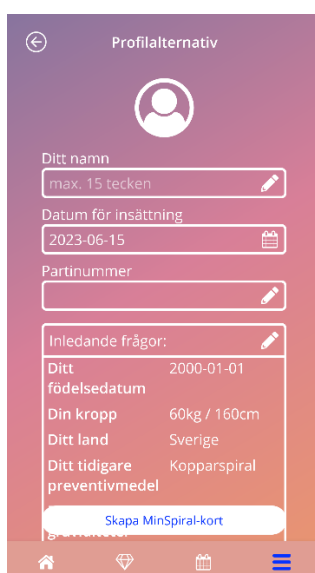 Profilalternativ
Ditt namn
max. 15 tecken
Datum för insättning
2023-06-15
Partinummer
Inledande frågor:
Ditt födelsedatum 2000-01-01
Din kropp 60kg / 160cm
Ditt land Sverige
Ditt tidigare preventivmedel Kopparspiral
Skapa MinSpiral-kort